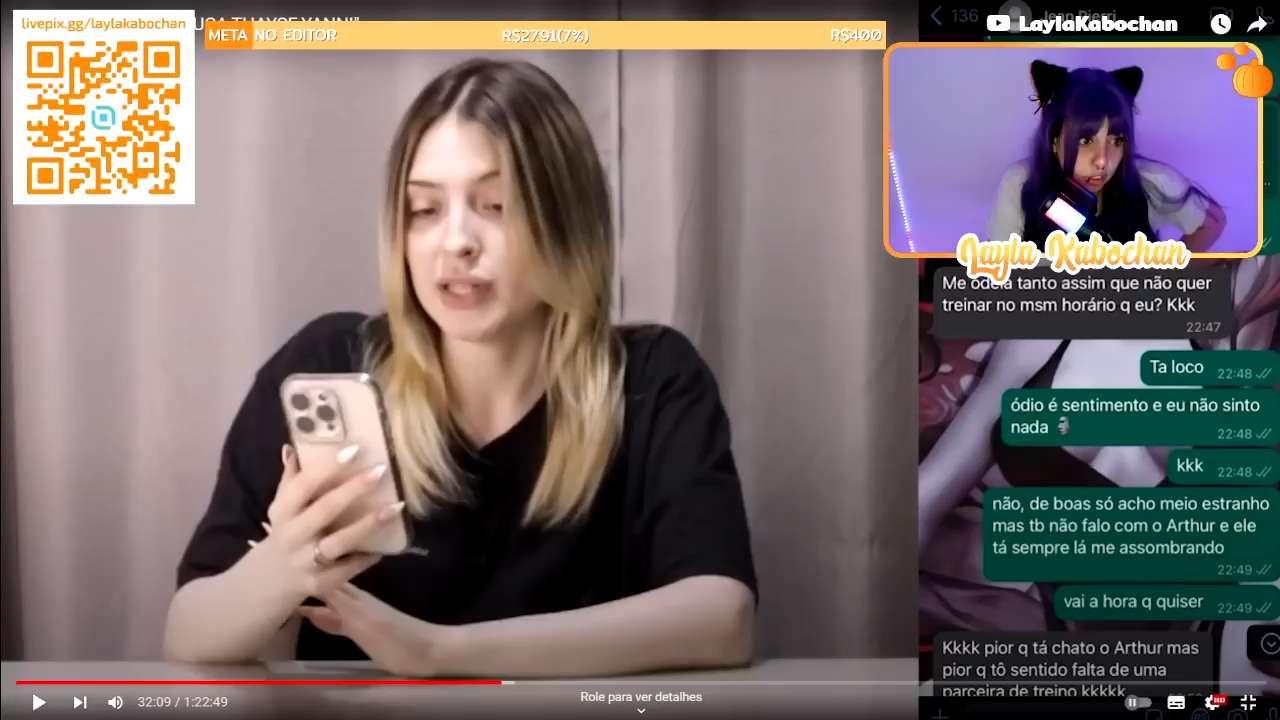 livepix.gg/laylakabochan
META NO EDITOR
R$2791(7%)
R$400
136
LaylaKabochan
Layla Kabochan
Me odeia tanto assim que não quer
treinar no msm horário q eu? Kkk
22:47
Ta loco
22:48
ódio é sentimento e eu não sinto
nada
22:48
kkk
22:48
não, de boas só acho meio estranho
mas tb não falo com o Arthur e ele
tá sempre lá me assombrando
22:49
vai a hora q quiser
22:49
Kkkk pior q tá chato o Arthur mas
pior q tô sentido falta de uma
parceira de treino kkkkk
32:09 / 1:22:49
Role para ver detalhes
HD